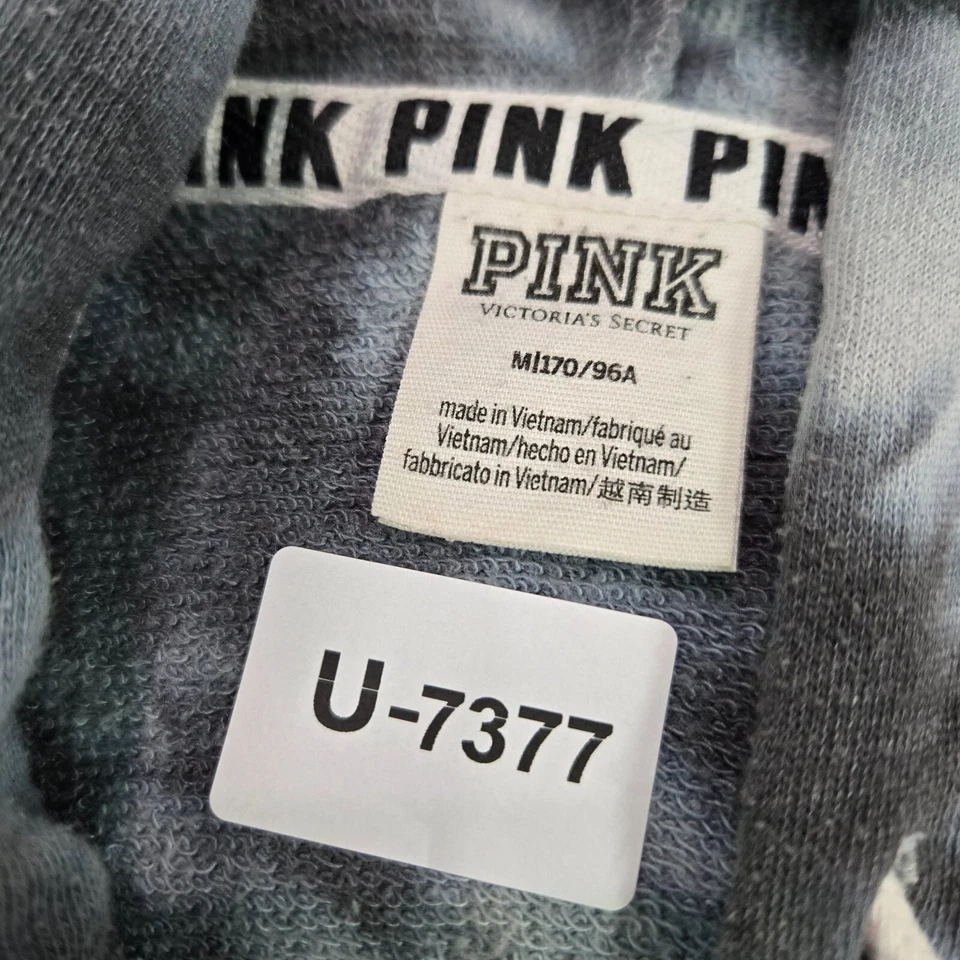 INK PINK PIN
PINK
VICTORIA'S SECRET
M|170/96A
made in Vietnam/fabriqué au
Vietnam/hecho en Vietnam/
fabbricato in Vietnam/越南制造
U-7377